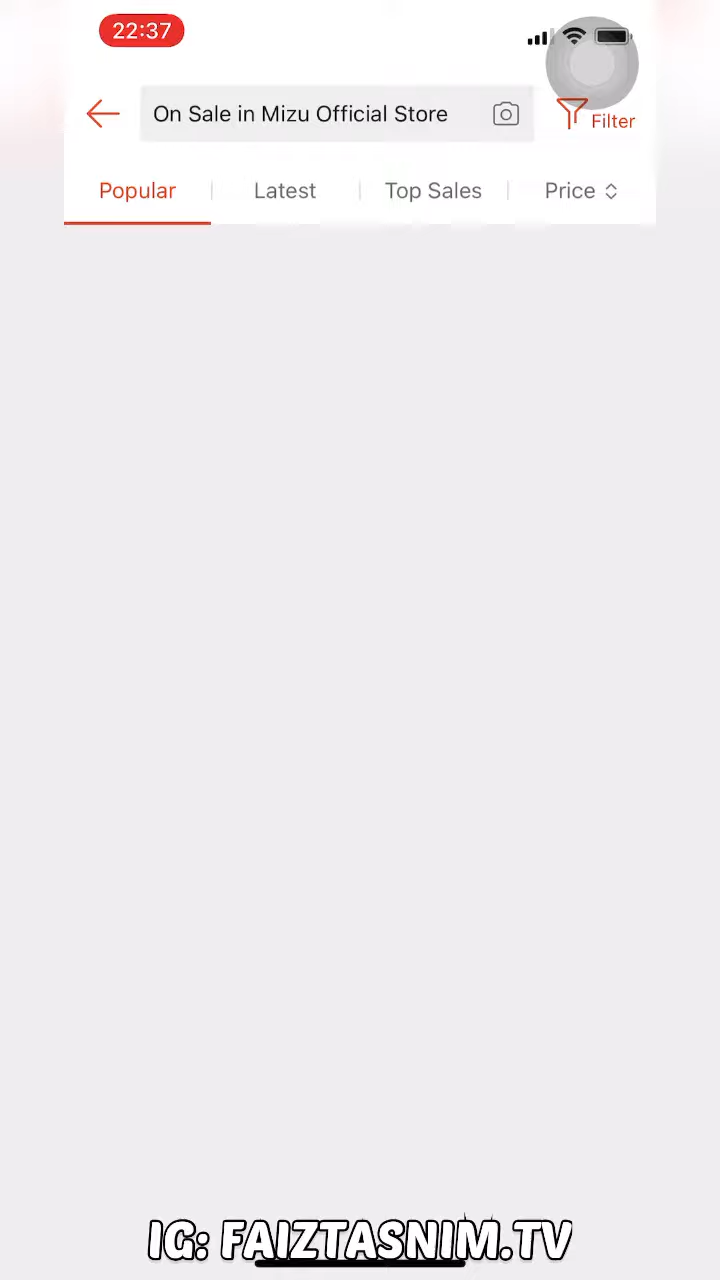 22:37
On Sale in Mizu Official Store
Filter
Popular
Latest
Top Sales
Price
IG: FAIZTASNIM.TV